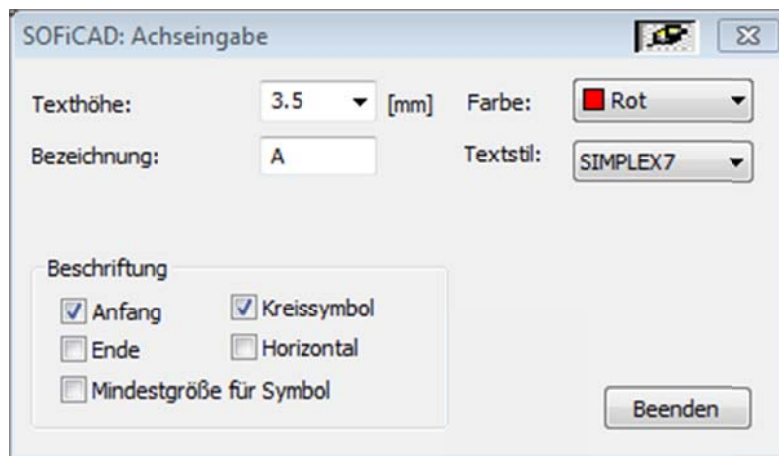 SOFiCAD: Achseingabe
Texthöhe: 3.5 [mm] Farbe: Rot
Bezeichnung: A Textstil: SIMPLEX7
Beschriftung
Anfang Kreissymbol
Ende Horizontal
Mindestgröße für Symbol
Beenden